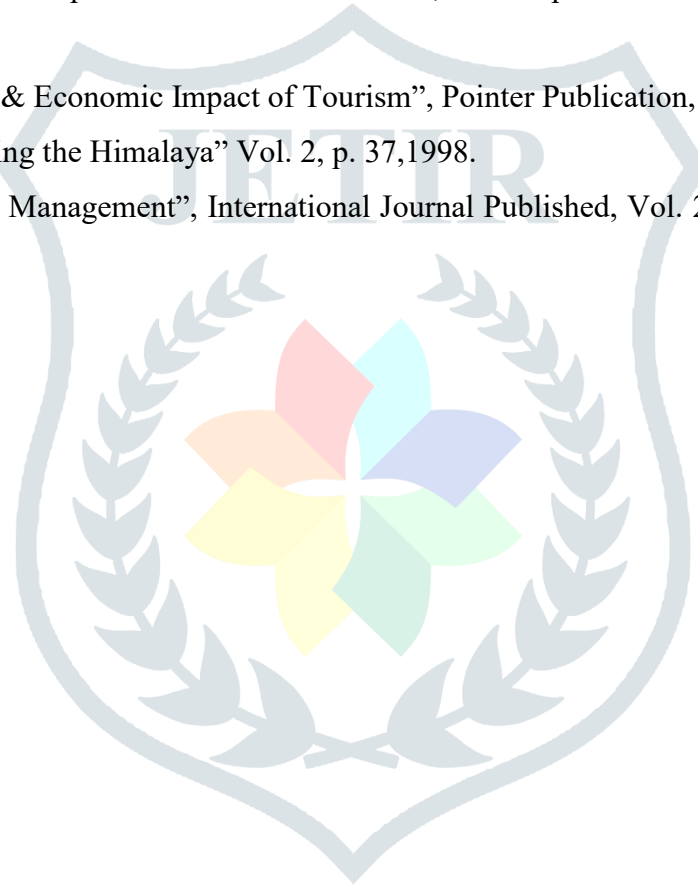 & Economic Impact of Tourism”, Pointer Publication,
ing the Himalaya” Vol. 2, p. 37,1998.
Management”, International Journal Published, Vol. 2
JETIR